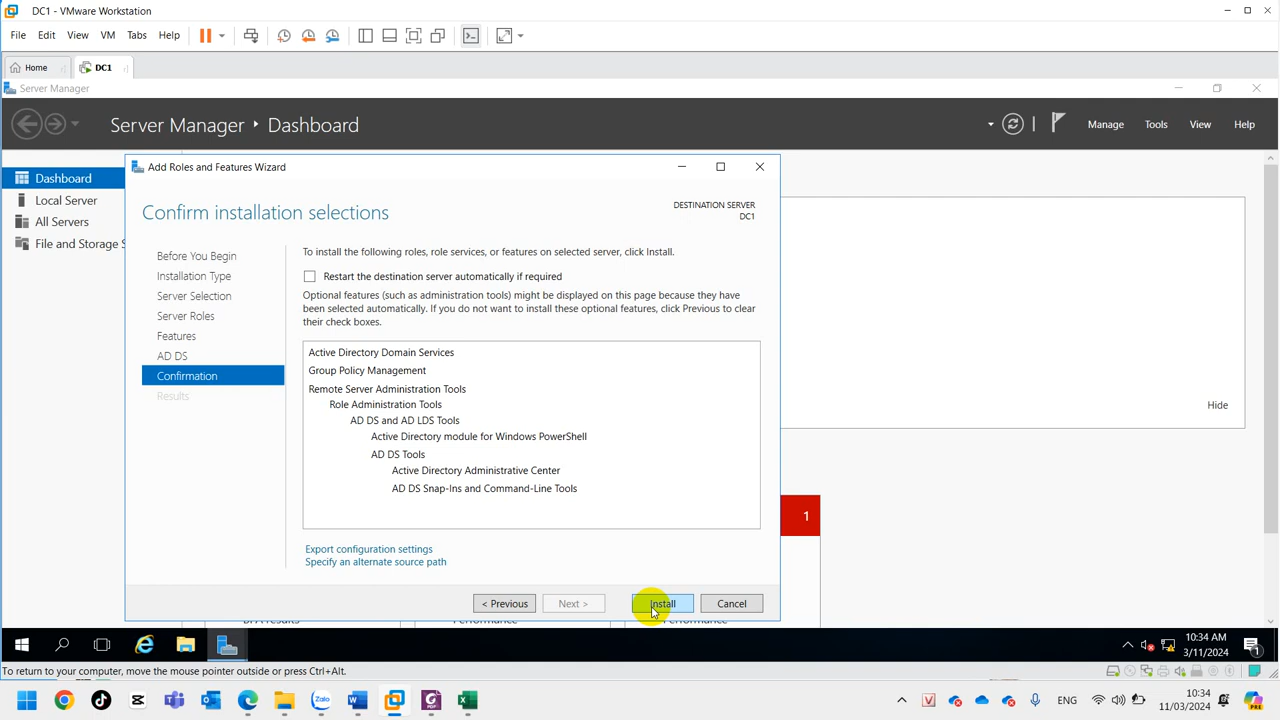 DC1 - VMware Workstation
File Edit View VM Tabs Help
Home DC1
Server Manager
Server Manager Dashboard
Manage Tools View Help
Dashboard
Local Server
All Servers
File and Storage S
Add Roles and Features Wizard
Confirm installation selections
DESTINATION SERVER
DC1
Before You Begin
Installation Type
Server Selection
Server Roles
Features
AD DS
Confirmation
Results
To install the following roles, role services, or features on selected server, click Install.
Restart the destination server automatically if required
Optional features (such as administration tools) might be displayed on this page because they have
been selected automatically. If you do not want to install these optional features, click Previous to clear
their check boxes.
Active Directory Domain Services
Group Policy Management
Remote Server Administration Tools
Role Administration Tools
AD DS and AD LDS Tools
Active Directory module for Windows PowerShell
AD DS Tools
Active Directory Administrative Center
AD DS Snap-Ins and Command-Line Tools
Export configuration settings
Specify an alternate source path
< Previous Next > Install Cancel
Hide
1
BPA results Performance Performance
10:34 AM
3/11/2024
1
To return to your computer, move the mouse pointer outside or press Ctrl+Alt.
ENG
10:34
11/03/2024